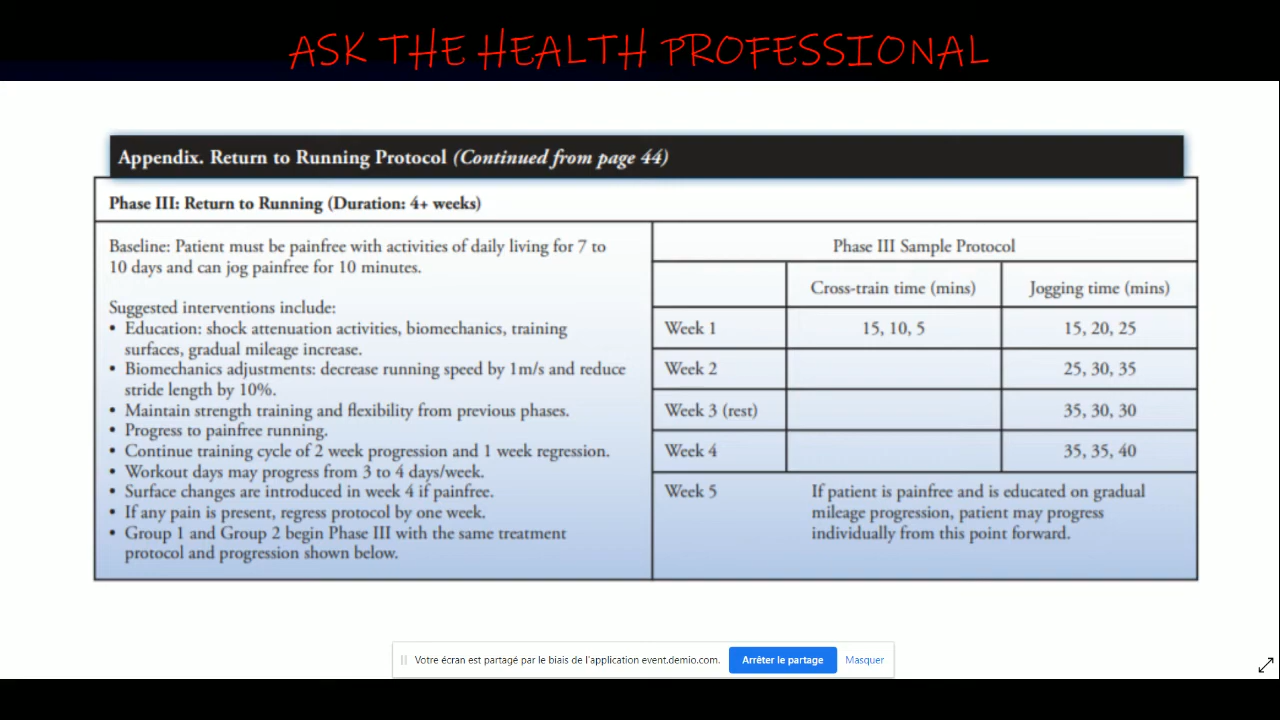 ASK THE HEALTH PROFESSIONAL
Appendix. Return to Running Protocol (Continued from page 44)
Phase III: Return to Running (Duration: 4+ weeks)
Baseline: Patient must be painfree with activities of daily living for 7 to
10 days and can jog painfree for 10 minutes.
Suggested interventions include:
• Education: shock attenuation activities, biomechanics, training
surfaces, gradual mileage increase.
• Biomechanics adjustments: decrease running speed by 1m/s and reduce
stride length by 10%.
• Maintain strength training and flexibility from previous phases.
• Progress to painfree running.
• Continue training cycle of 2 week progression and 1 week regression.
• Workout days may progress from 3 to 4 days/week.
• Surface changes are introduced in week 4 if painfree.
• If any pain is present, regress protocol by one week.
• Group 1 and Group 2 begin Phase III with the same treatment
protocol and progression shown below.
Phase III Sample Protocol
Cross-train time (mins) Jogging time (mins)
Week 1 15, 10, 5 15, 20, 25
Week 2 25, 30, 35
Week 3 (rest) 35, 30, 30
Week 4 35, 35, 40
Week 5 If patient is painfree and is educated on gradual
mileage progression, patient may progress
individually from this point forward.
Votre écran est partagé par le biais de l'application event.demio.com. Arrêter le partage Masquer